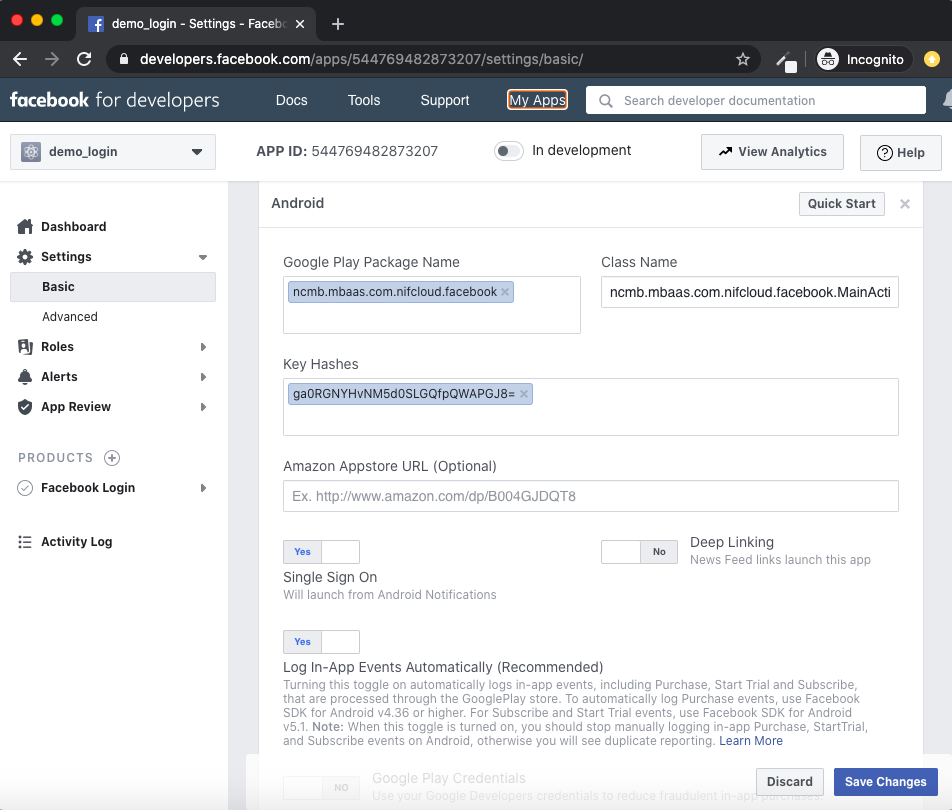 demo_login - Settings - Faceb
developers.facebook.com/apps/544769482873207/settings/basic/
Incognito
facebook for developers
Docs
Tools
Support
My Apps
Search developer documentation
demo_login
APP ID: 544769482873207
In development
View Analytics
Help
Dashboard
Settings
Basic
Advanced
Roles
Alerts
App Review
PRODUCTS
Facebook Login
Activity Log
Android
Quick Start
Google Play Package Name
Class Name
ncmb.mbaas.com.nifcloud.facebook
ncmb.mbaas.com.nifcloud.facebook.MainActi
Key Hashes
ga0RGNYHvNM5d0SLGQfpQWAPGJ8=
Amazon Appstore URL (Optional)
Ex. http://www.amazon.com/dp/B004GJDQT8
Yes
Single Sign On
Will launch from Android Notifications
No
Deep Linking
News Feed links launch this app
Yes
Log In-App Events Automatically (Recommended)
Turning this toggle on automatically logs in-app events, including Purchase, Start Trial and Subscribe,
that are processed through the GooglePlay store. To automatically log Purchase events, use Facebook
SDK for Android v4.36 or higher. For Subscribe and Start Trial events, use Facebook SDK for Android
v5.1. Note: When this toggle is turned on, you should stop manually logging in-app Purchase, StartTrial,
and Subscribe events on Android, otherwise you will see duplicate reporting. Learn More
NO
Google Play Credentials
Use your Google Developers credentials to reduce fraudulent in-app purchases
Discard
Save Changes